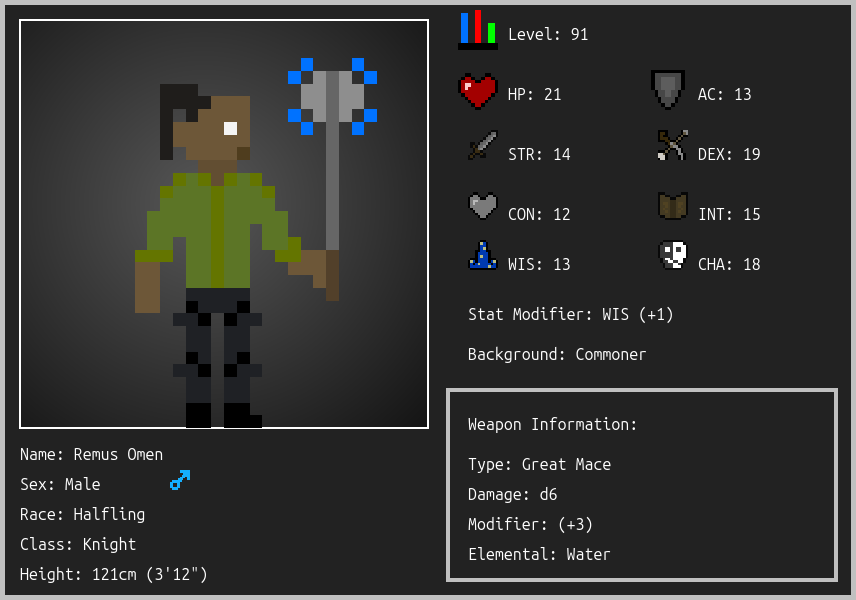 Level: 91
HP: 21
AC: 13
STR: 14
DEX: 19
CON: 12
INT: 15
WIS: 13
CHA: 18
Stat Modifier: WIS (+1)
Background: Commoner
Weapon Information:
Type: Great Mace
Damage: d6
Modifier: (+3)
Elemental: Water
Name: Remus Omen
Sex: Male
Race: Halfling
Class: Knight
Height: 121cm (3'12")